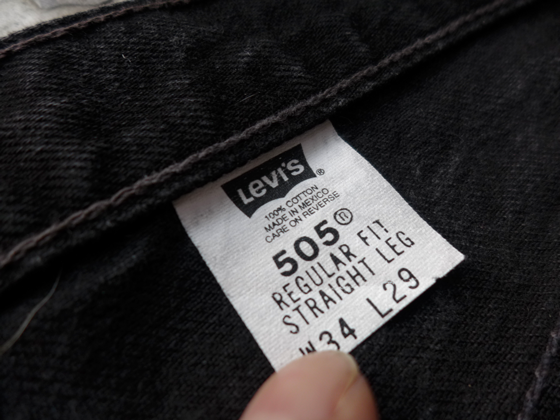 Levi's®
100% COTTON
MADE IN MEXICO
CARE ON REVERSE
505
REGULAR FIT
STRAIGHT LEG
W34 L29